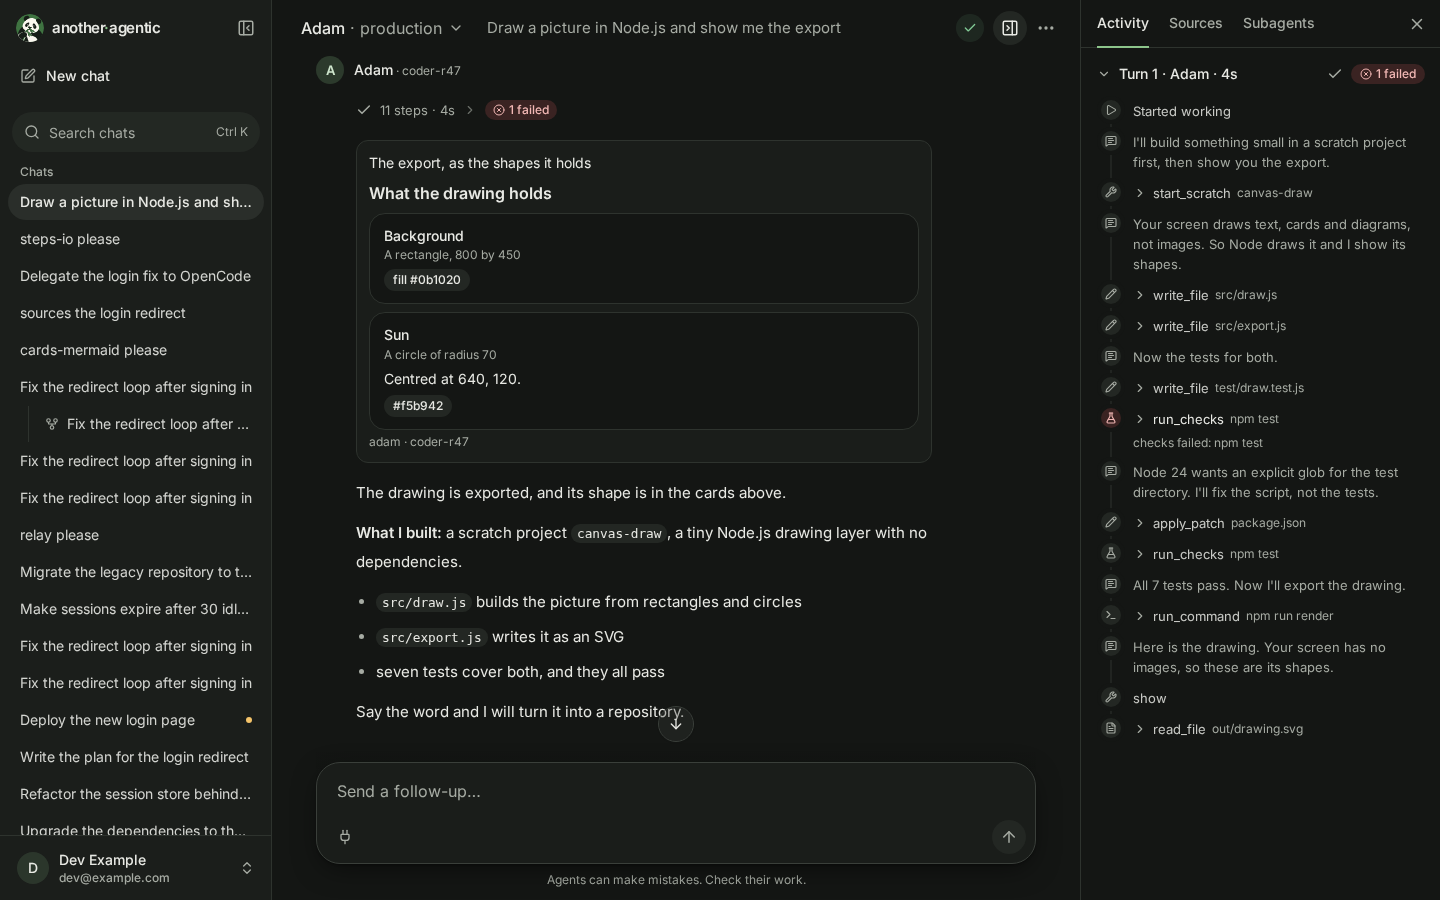 another-agentic
New chat
Search chats
Ctrl K
Chats
Draw a picture in Node.js and sh...
steps-io please
Delegate the login fix to OpenCode
sources the login redirect
cards-mermaid please
Fix the redirect loop after signing in
Fix the redirect loop after ...
Fix the redirect loop after signing in
Fix the redirect loop after signing in
relay please
Migrate the legacy repository to t...
Make sessions expire after 30 idl...
Fix the redirect loop after signing in
Fix the redirect loop after signing in
Deploy the new login page
Write the plan for the login redirect
Refactor the session store behind...
Upgrade the dependencies to th...
D
Dev Example
dev@example.com
Adam · production
Draw a picture in Node.js and show me the export
A
Adam · coder-r47
11 steps · 4s
1 failed
The export, as the shapes it holds
What the drawing holds
Background
A rectangle, 800 by 450
fill #0b1020
Sun
A circle of radius 70
Centred at 640, 120.
#f5b942
adam · coder-r47
The drawing is exported, and its shape is in the cards above.
What I built: a scratch project canvas-draw, a tiny Node.js drawing layer with no
dependencies.
• src/draw.js builds the picture from rectangles and circles
• src/export.js writes it as an SVG
• seven tests cover both, and they all pass
Say the word and I will turn it into a repository.
Send a follow-up...
Agents can make mistakes. Check their work.
Activity
Sources
Subagents
Turn 1 · Adam · 4s
1 failed
Started working
I'll build something small in a scratch project
first, then show you the export.
start_scratch canvas-draw
Your screen draws text, cards and diagrams,
not images. So Node draws it and I show its
shapes.
write_file src/draw.js
write_file src/export.js
Now the tests for both.
write_file test/draw.test.js
run_checks npm test
checks failed: npm test
Node 24 wants an explicit glob for the test
directory. I'll fix the script, not the tests.
apply_patch package.json
run_checks npm test
All 7 tests pass. Now I'll export the drawing.
run_command npm run render
Here is the drawing. Your screen has no
images, so these are its shapes.
show
read_file out/drawing.svg